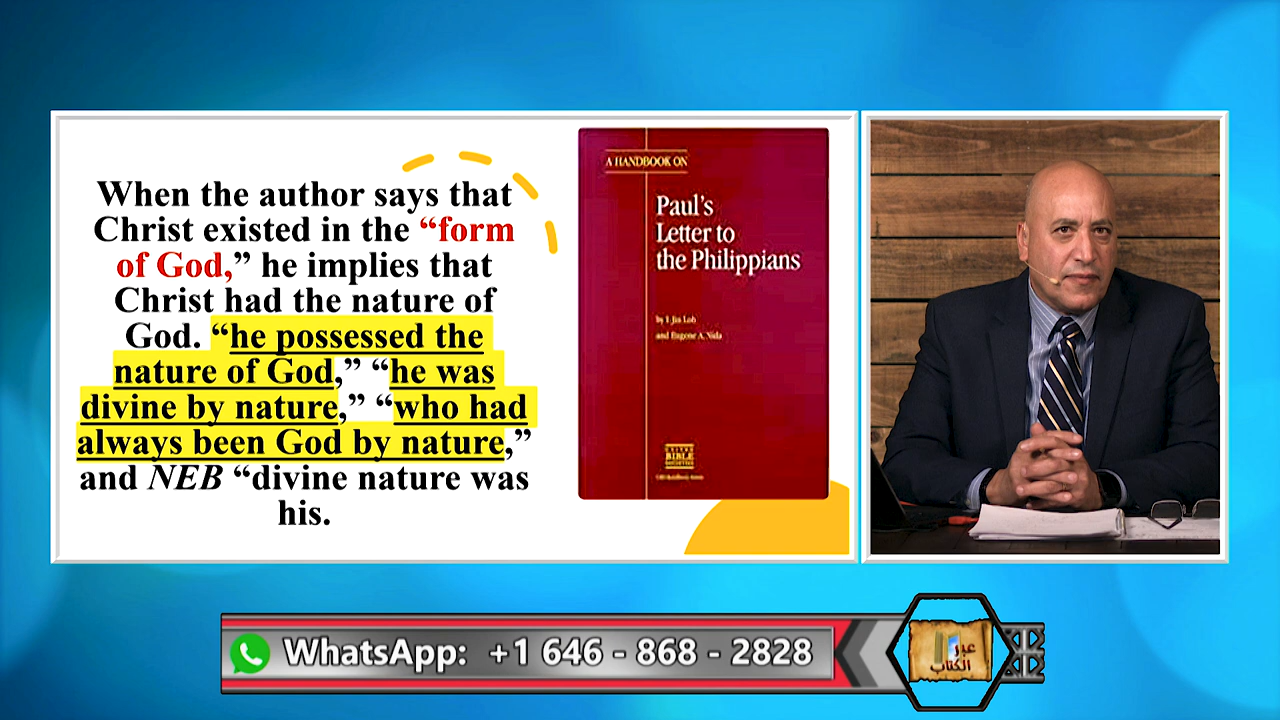 When the author says that
Christ existed in the “form
of God,” he implies that
Christ had the nature of
God. “he possessed the
nature of God,” “he was
divine by nature,” “who had
always been God by nature,”
and NEB “divine nature was
his.
A HANDBOOK ON
Paul's
Letter to
the Philippians
by I-Jin Loh
and Eugene A. Nida
UNITED
BIBLE
SOCIETIES
WhatsApp: +1 646 - 868 - 2828
عبر
الكتاب